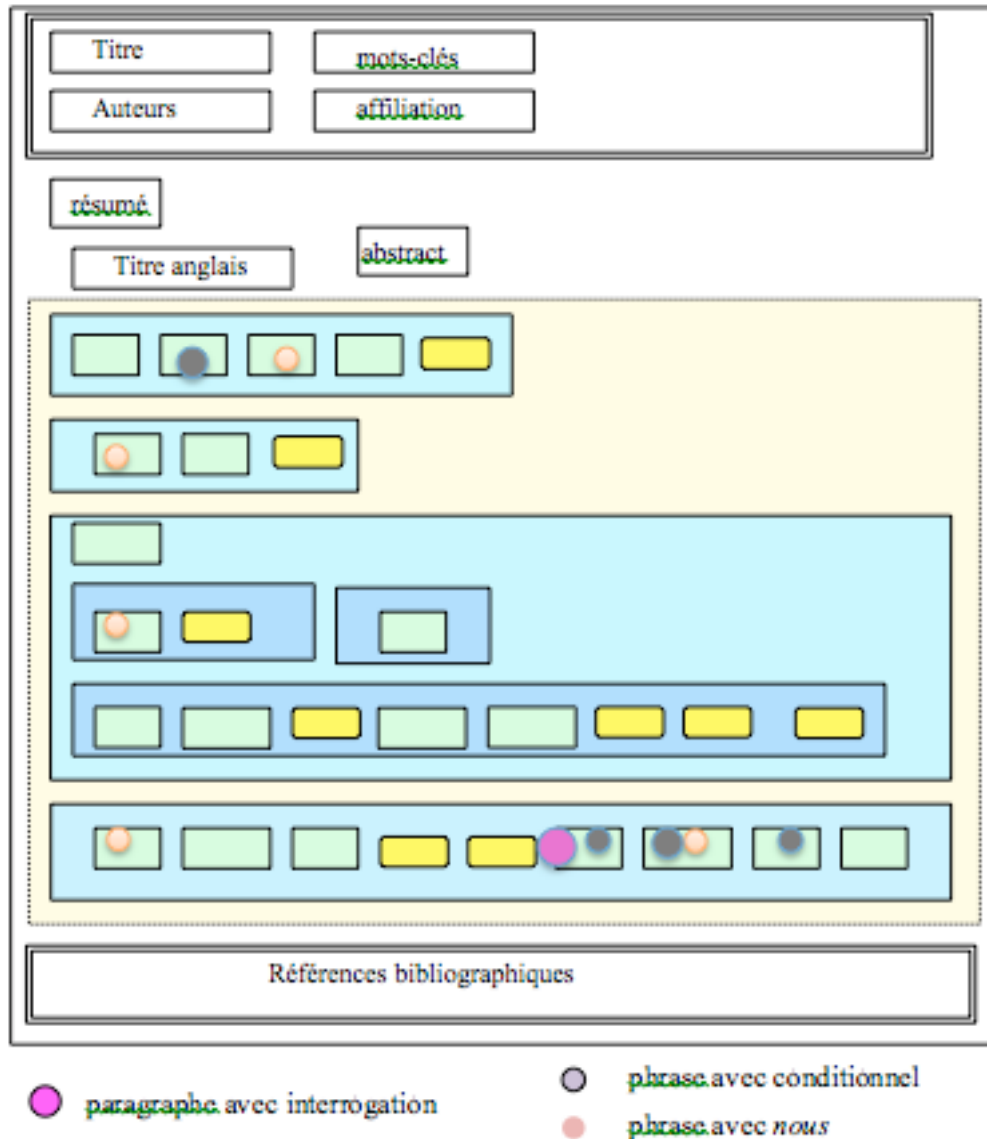 Titre
mots-clés
Auteurs
affiliation
résumé
Titre anglais
abstract
Références bibliographiques
paragraphe avec interrogation
phrase avec conditionnel
phrase avec nous